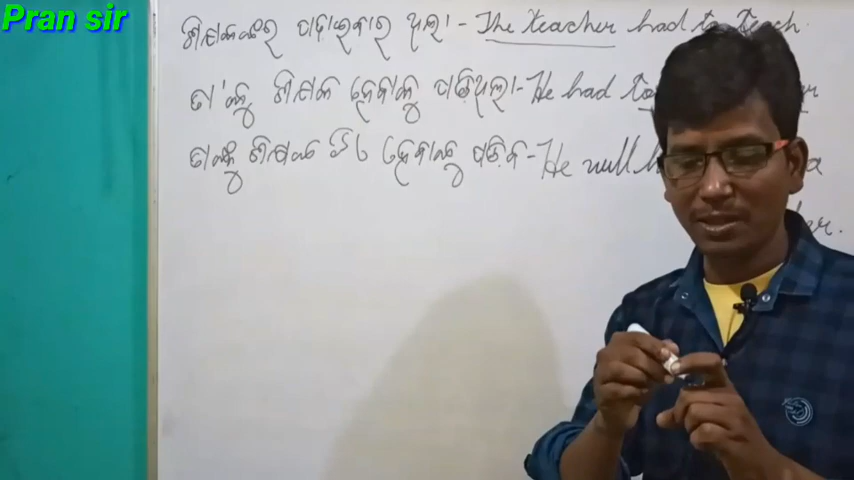 Pran sir
ଶିକ୍ଷକଙ୍କର ପଢ଼ାଇବାର ଥିଲା - The teacher had to teach.
ତା'ଙ୍କୁ ଶିକ୍ଷକ ହେବାକୁ ପଡ଼ିଥିଲା - He had to
ତାଙ୍କୁ ଶିକ୍ଷକ ହେବାକୁ ପଡ଼ିବ - He will a